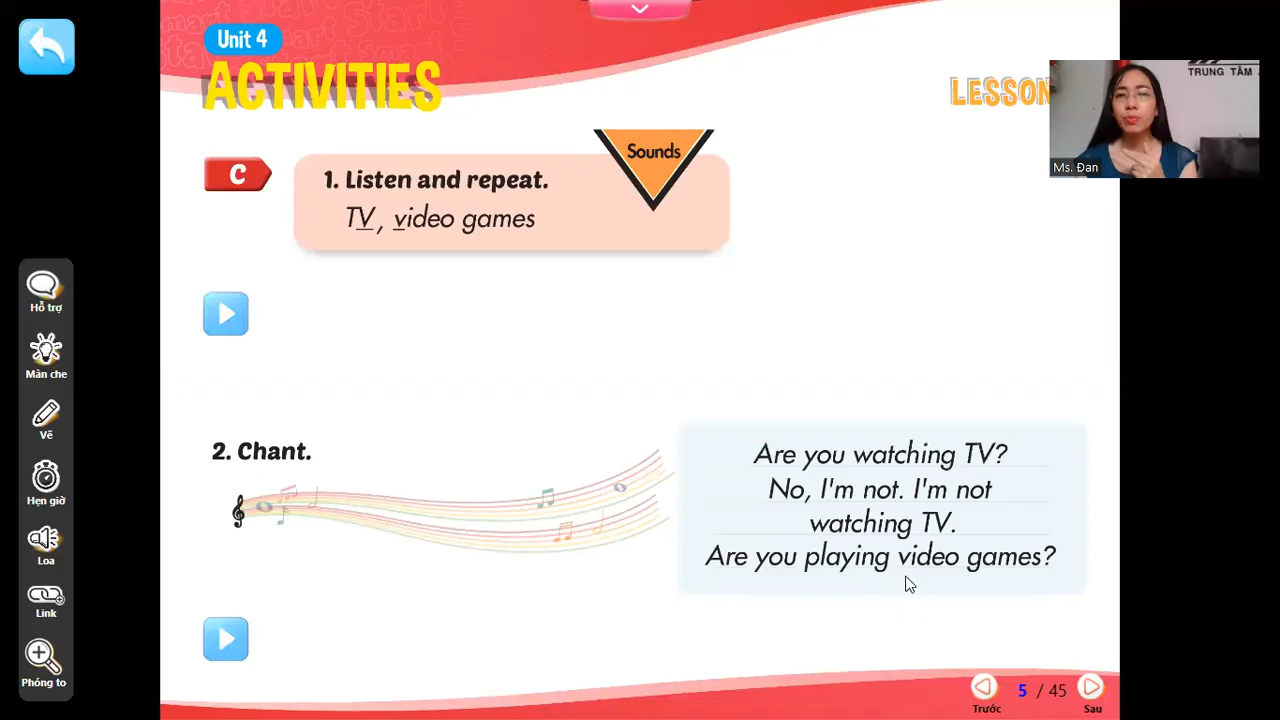 Unit 4
ACTIVITIES
LESSON
TRUNG TÂM
Ms. Đan
C
Sounds
1. Listen and repeat.
TV, video games
Hỗ trợ
Màn che
Vẽ
Hẹn giờ
Loa
Link
Phóng to
2. Chant.
Are you watching TV?
No, I'm not. I'm not
watching TV.
Are you playing video games?
Trước
5 / 45
Sau